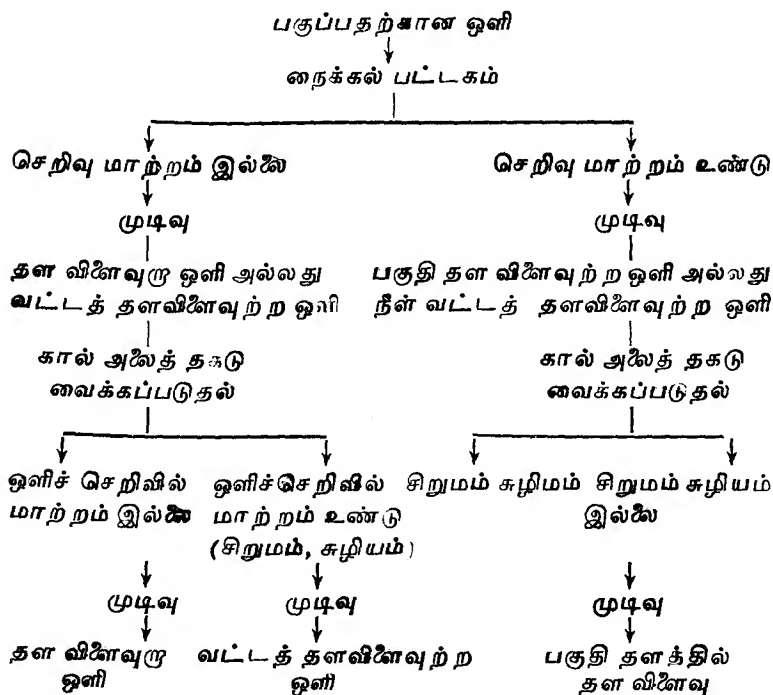 பகுப்பதற்கான ஒளி
நைக்கல் பட்டகம்
செறிவு மாற்றம் இல்லை
செறிவு மாற்றம் உண்டு
முடிவு
முடிவு
தள விளைவுறா ஒளி அல்லது
வட்டத் தளவிளைவுற்ற ஒளி
பகுதி தள விளைவுற்ற ஒளி அல்லது
நீள் வட்டத் தளவிளைவுற்ற ஒளி
கால் அலைத் தகடு
வைக்கப்படுதல்
கால் அலைத் தகடு
வைக்கப்படுதல்
ஒளிச் செறிவில்
மாற்றம் இல்லை
ஒளிச்செறிவில்
மாற்றம் உண்டு
(சிறுமம், சுழியம்)
சிறுமம் சுழிமம்
சிறுமம் சுழியம்
இல்லை
முடிவு
முடிவு
முடிவு
தள விளைவுறா
ஒளி
வட்டத் தளவிளைவுற்ற
ஒளி
பகுதி தளத்தில்
தள விளைவு